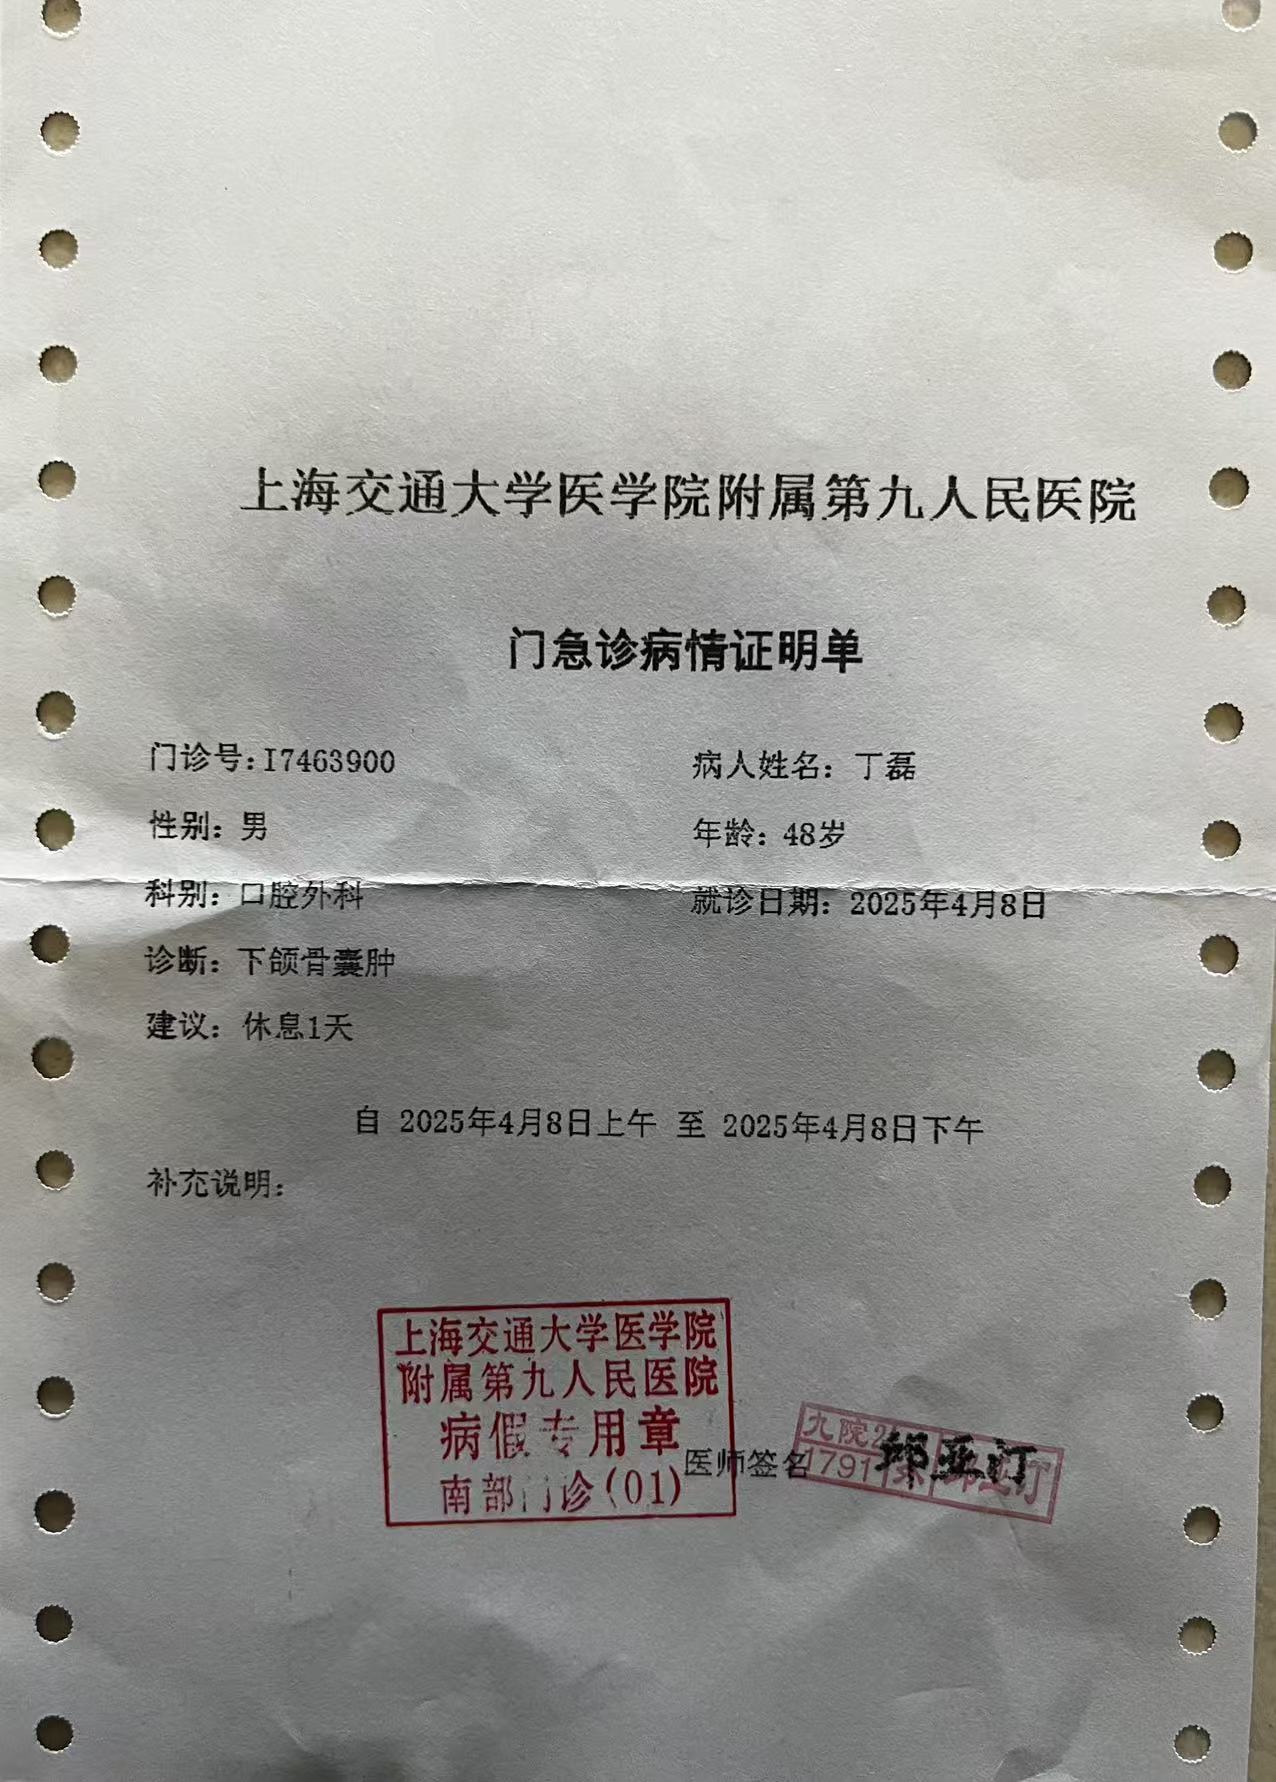 上海交通大学医学院附属第九人民医院
门急诊病情证明单
门诊号:I7463900 病人姓名：丁磊
性别：男 年龄：48岁
科别：口腔外科 就诊日期：2025年4月8日
诊断：下颌骨囊肿
建议：休息1天
自 2025年4月8日上午 至 2025年4月8日下午
补充说明：
上海交通大学医学院
附属第九人民医院
病假专用章
南部门诊(01)
医师签名
九院2
1791
邱亚汀